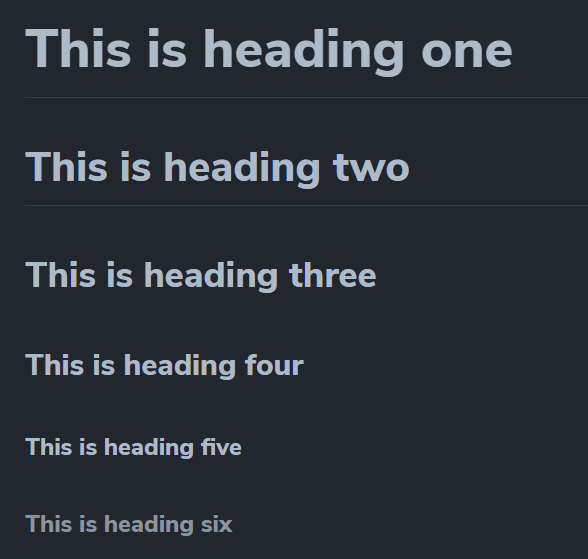 This is heading one
This is heading two
This is heading three
This is heading four
This is heading five
This is heading six